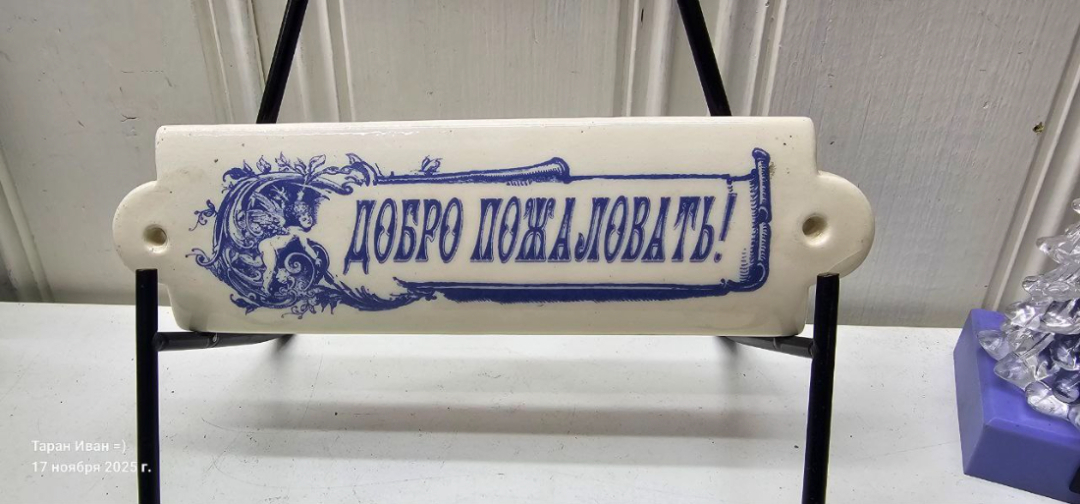 ДОБРО ПОЖАЛОВАТЬ!
Таран Иван =)
17 ноября 2025 г.